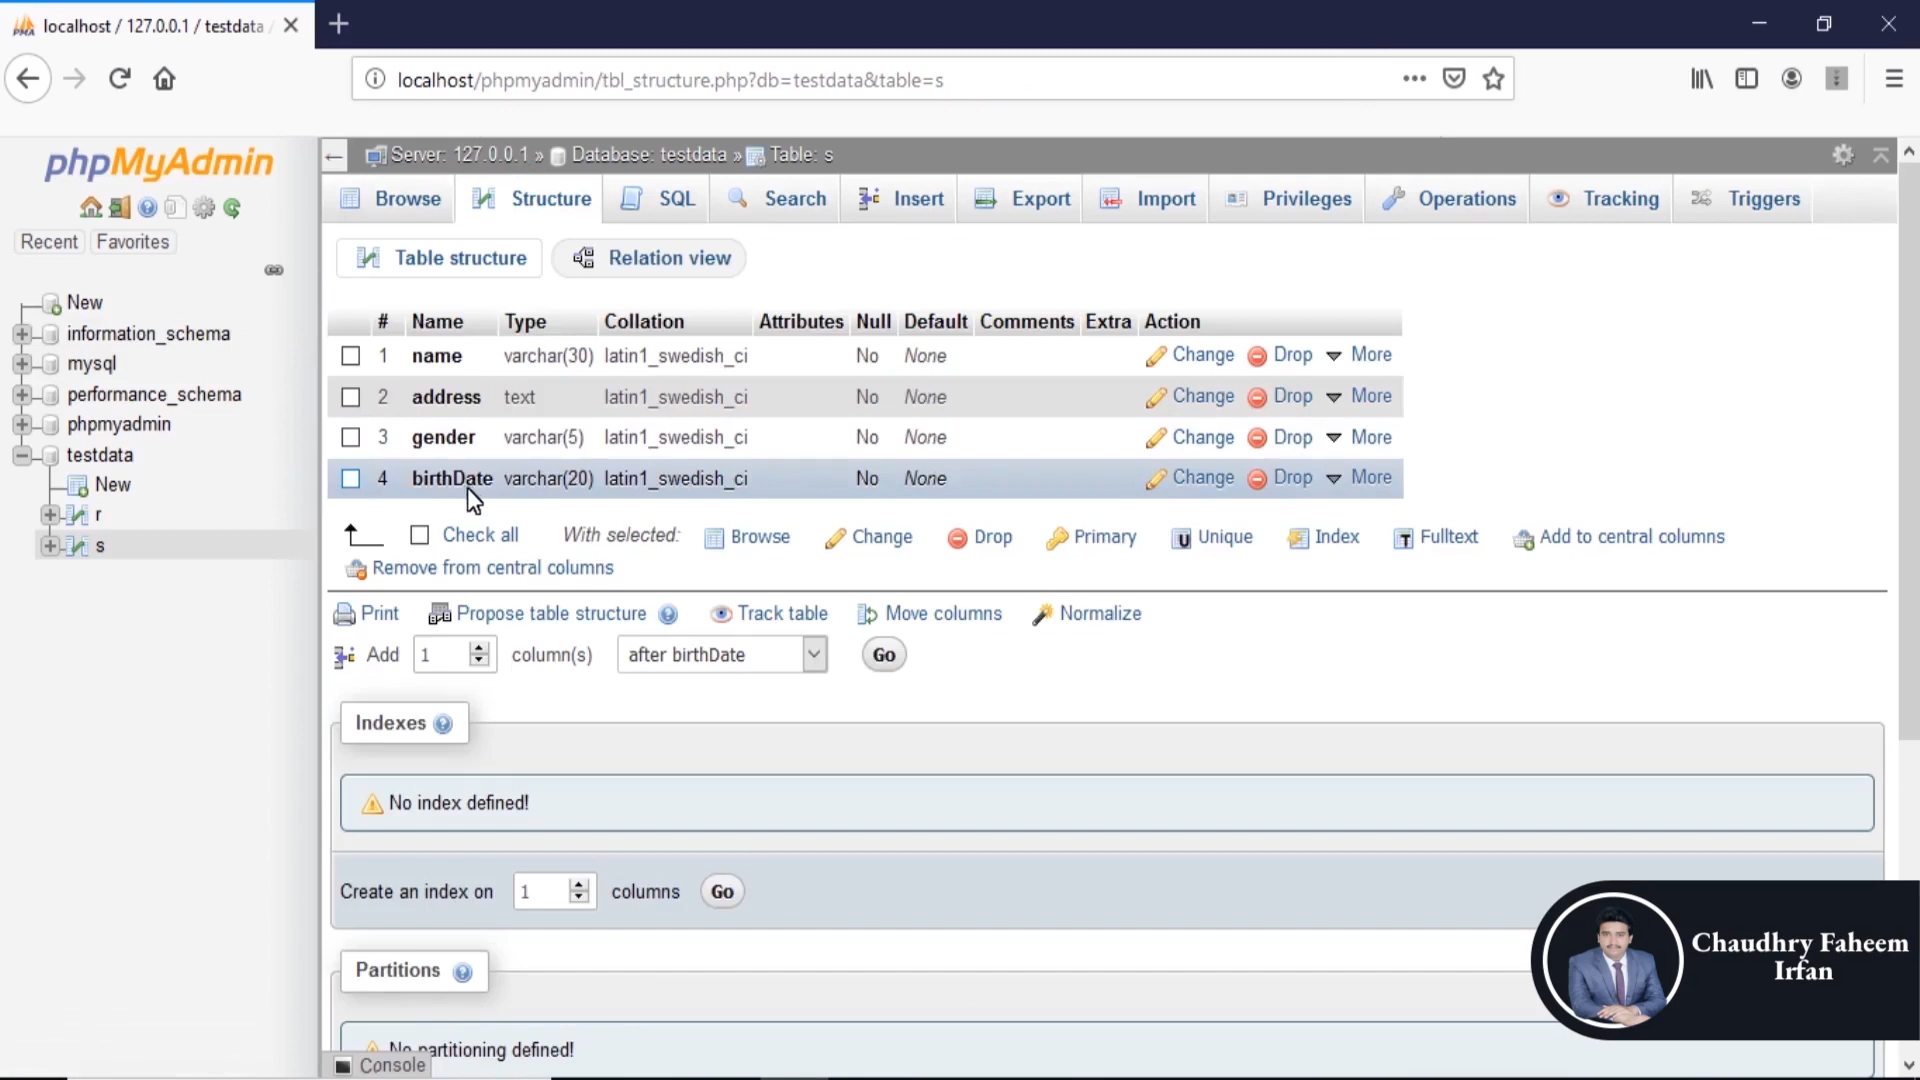 localhost / 127.0.0.1 / testdata /
localhost/phpmyadmin/tbl_structure.php?db=testdata&table=s
phpMyAdmin
Recent Favorites
New
information_schema
mysql
performance_schema
phpmyadmin
testdata
New
r
s
Server: 127.0.0.1 » Database: testdata » Table: s
Browse Structure SQL Search Insert Export Import Privileges Operations Tracking Triggers
Table structure Relation view
# Name Type Collation Attributes Null Default Comments Extra Action
1 name varchar(30) latin1_swedish_ci No None Change Drop More
2 address text latin1_swedish_ci No None Change Drop More
3 gender varchar(5) latin1_swedish_ci No None Change Drop More
4 birthDate varchar(20) latin1_swedish_ci No None Change Drop More
Check all With selected: Browse Change Drop Primary Unique Index Fulltext Add to central columns
Remove from central columns
Print Propose table structure Track table Move columns Normalize
Add 1 column(s) after birthDate Go
Indexes
No index defined!
Create an index on 1 columns Go
Partitions
No partitioning defined!
Console
Chaudhry Faheem
Irfan